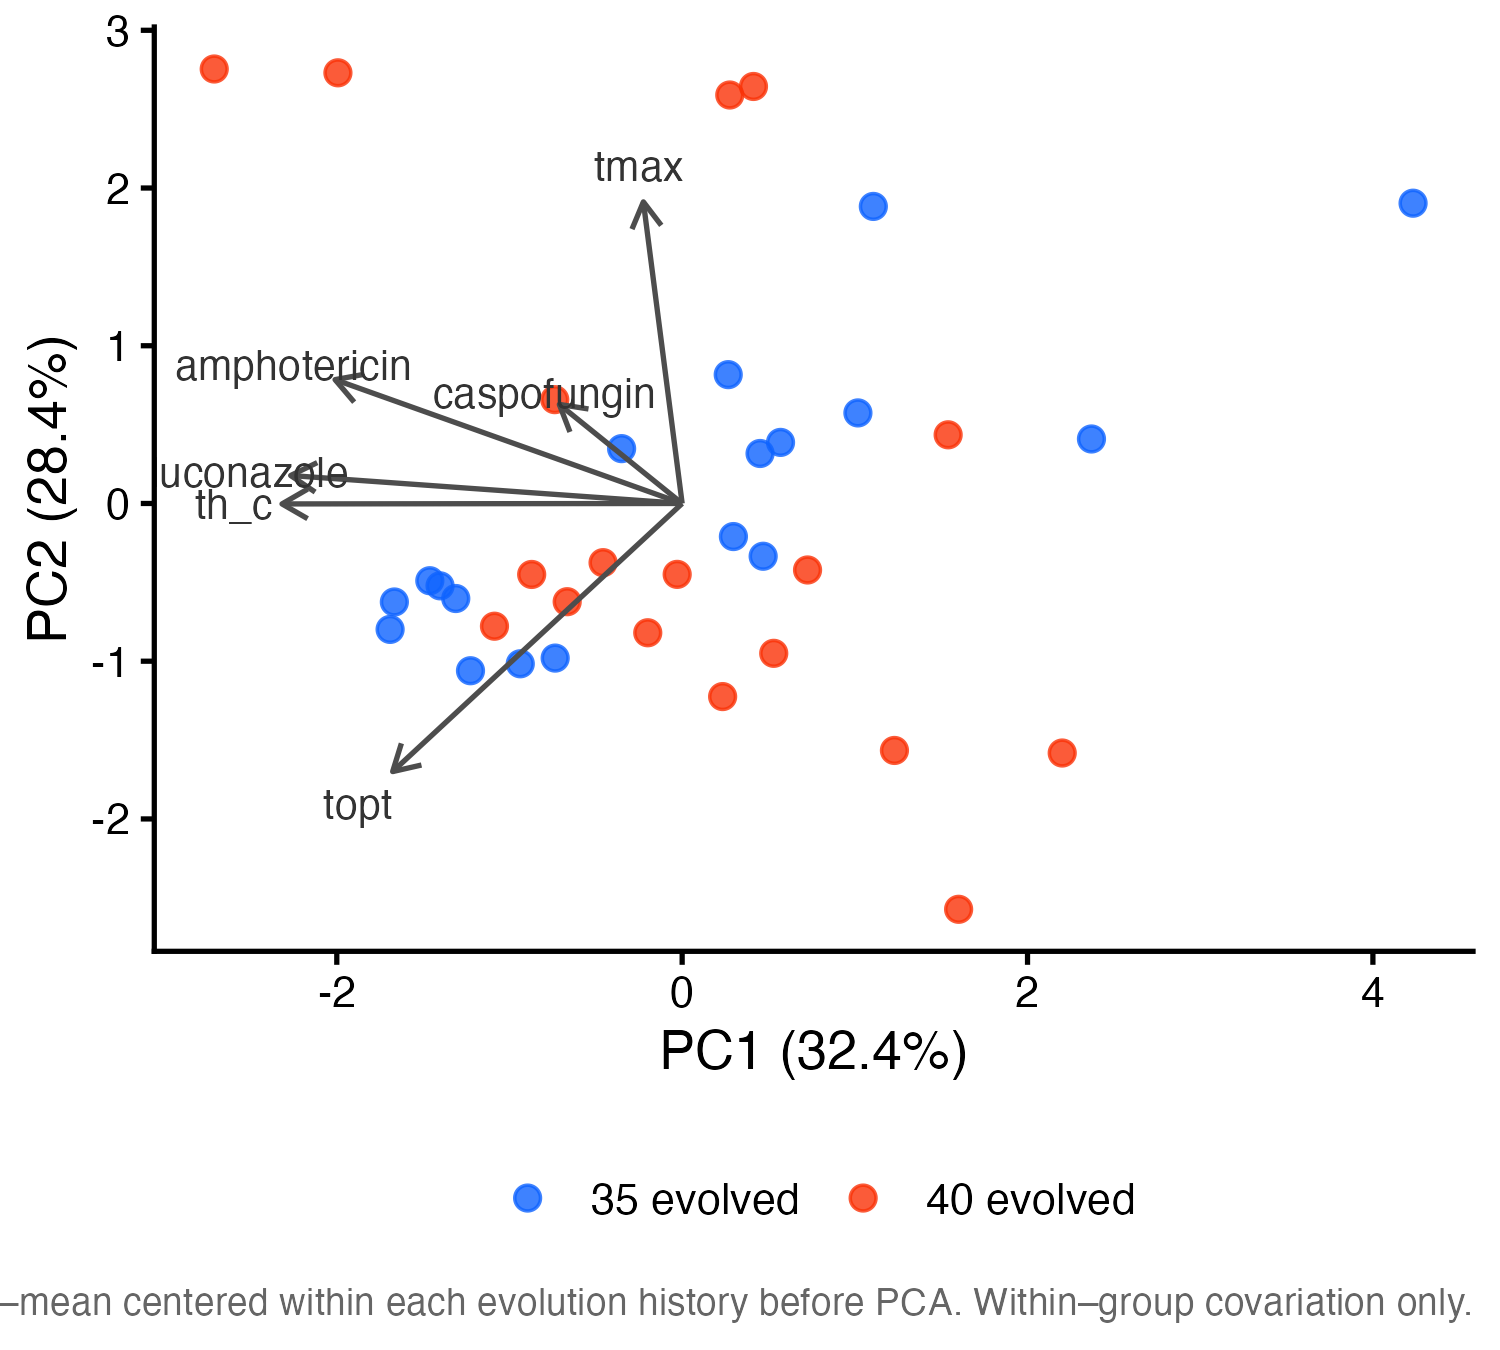 3
2
1
0
-1
-2
PC2 (28.4%)
tmax
amphotericin
caspofungin
uconazole
th_c
topt
-2
0
2
4
PC1 (32.4%)
35 evolved
40 evolved
–mean centered within each evolution history before PCA. Within–group covariation only.